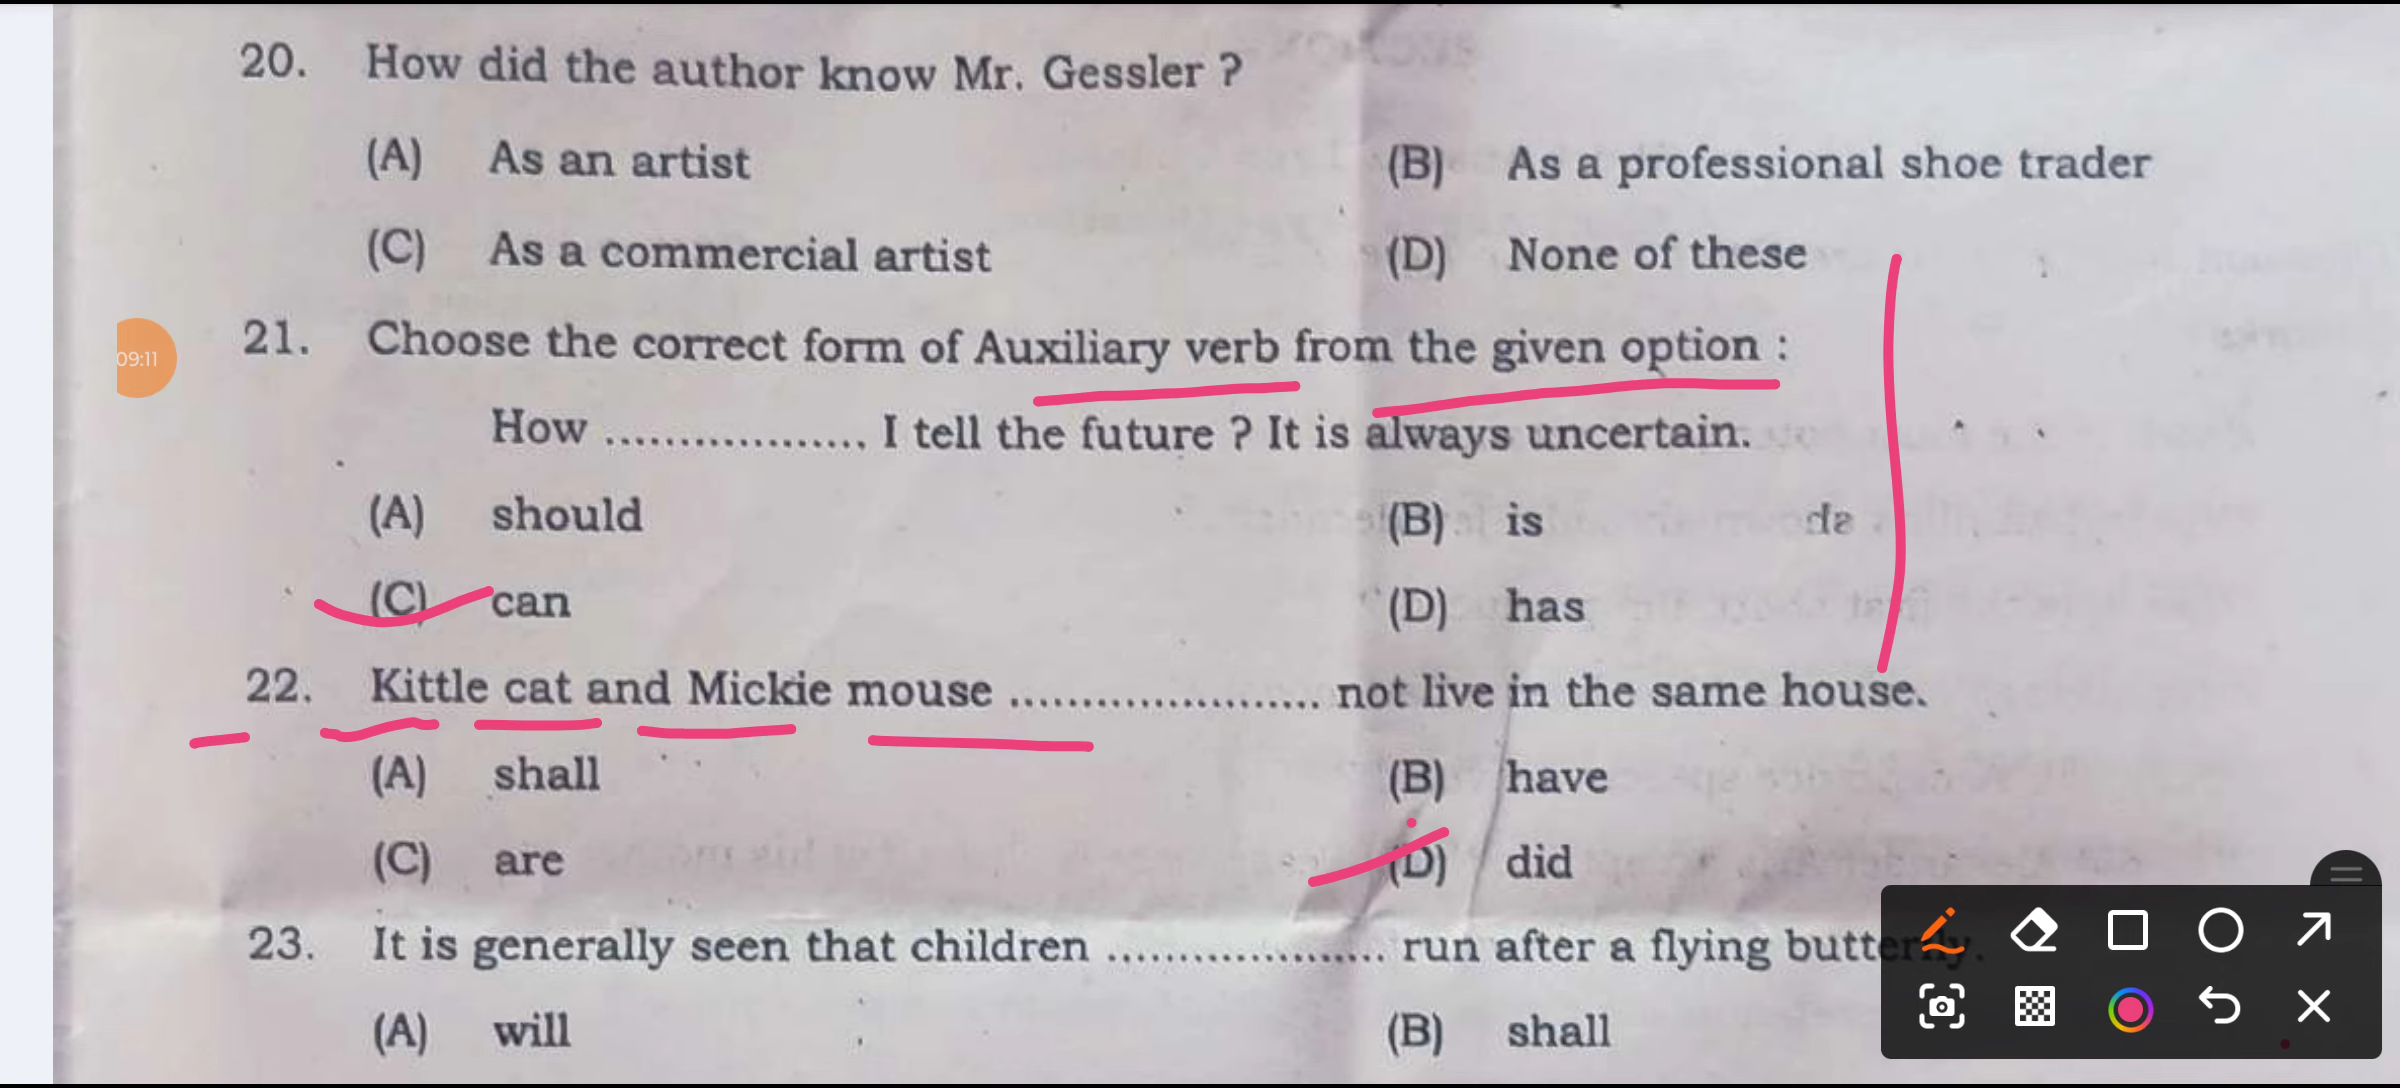 20. How did the author know Mr. Gessler ?
(A) As an artist (B) As a professional shoe trader
(C) As a commercial artist (D) None of these
21. Choose the correct form of Auxiliary verb from the given option :
09:11
How .................. I tell the future ? It is always uncertain.
(A) should (B) is
(C) can (D) has
22. Kittle cat and Mickie mouse ...................... not live in the same house.
(A) shall (B) have
(C) are (D) did
23. It is generally seen that children ................... run after a flying butterfly.
(A) will (B) shall